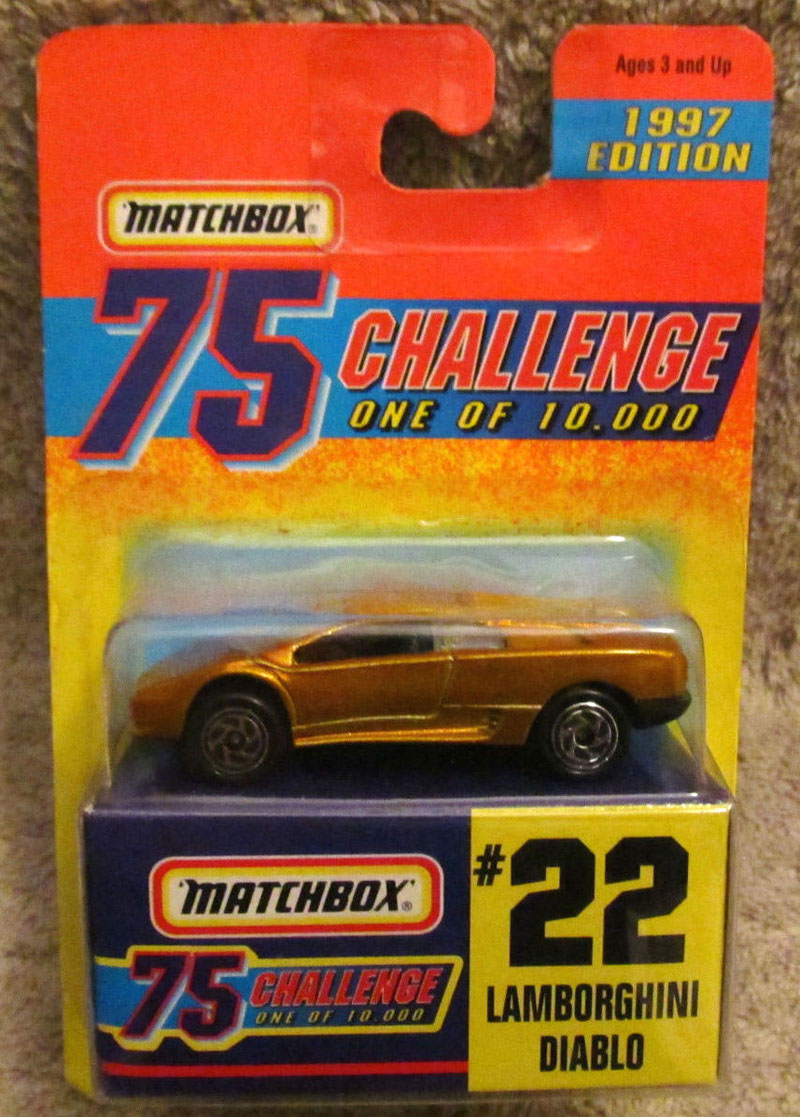 Ages 3 and Up
1997
EDITION
MATCHBOX®
75 CHALLENGE
ONE OF 10.000
MATCHBOX®
75 CHALLENGE
ONE OF 10.000
#22
LAMBORGHINI
DIABLO